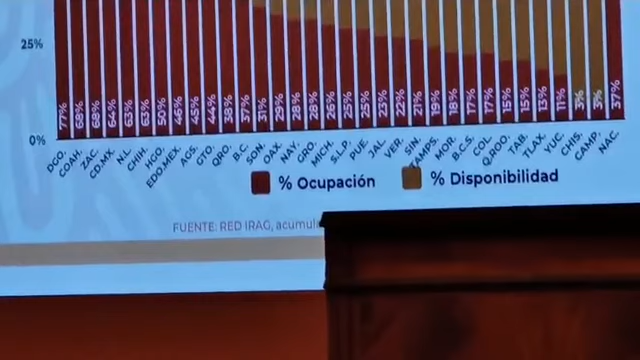 25%
77% 68% 68% 64% 63% 63% 50% 46% 45% 44% 38% 37% 31% 29% 28% 28% 26% 25% 25% 23% 22% 21% 19% 18% 17% 17% 15% 15% 13% 11% 3% 3% 37%
0%
DGO. COAH. ZAC. CD.MX. N.L. CHIH. HGO. EDO.MEX. AGS. GTO. QRO. B.C. SON. OAX. NAY. GRO. MICH. S.L.P. PUE. JAL. VER. SIN. TAMPS. MOR. B.C.S. COL. Q.ROO. TAB. TLAX. YUC. CHIS. CAMP. NAC.
% Ocupación % Disponibilidad
FUENTE: RED IRAG, acumul